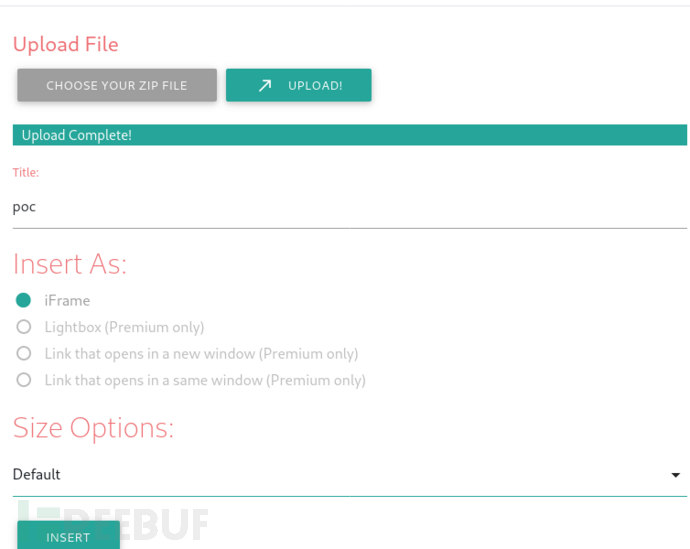 Upload File
CHOOSE YOUR ZIP FILE
UPLOAD!
Upload Complete!
Title:
poc
Insert As:
iFrame
Lightbox (Premium only)
Link that opens in a new window (Premium only)
Link that opens in a same window (Premium only)
Size Options:
Default
REEBUF
INSERT